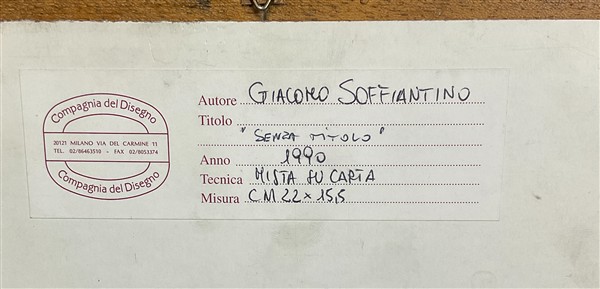 Compagnia del Disegno
20121 MILANO VIA DEL CARMINE 11
TEL. 02/86463510 - FAX 02/8053374
Compagnia del Disegno
Autore GIACOMO SOFFIANTINO
Titolo
"SENZA TITOLO"
Anno 1990
Tecnica MISTA SU CARTA
Misura C.M. 22 x 15,5